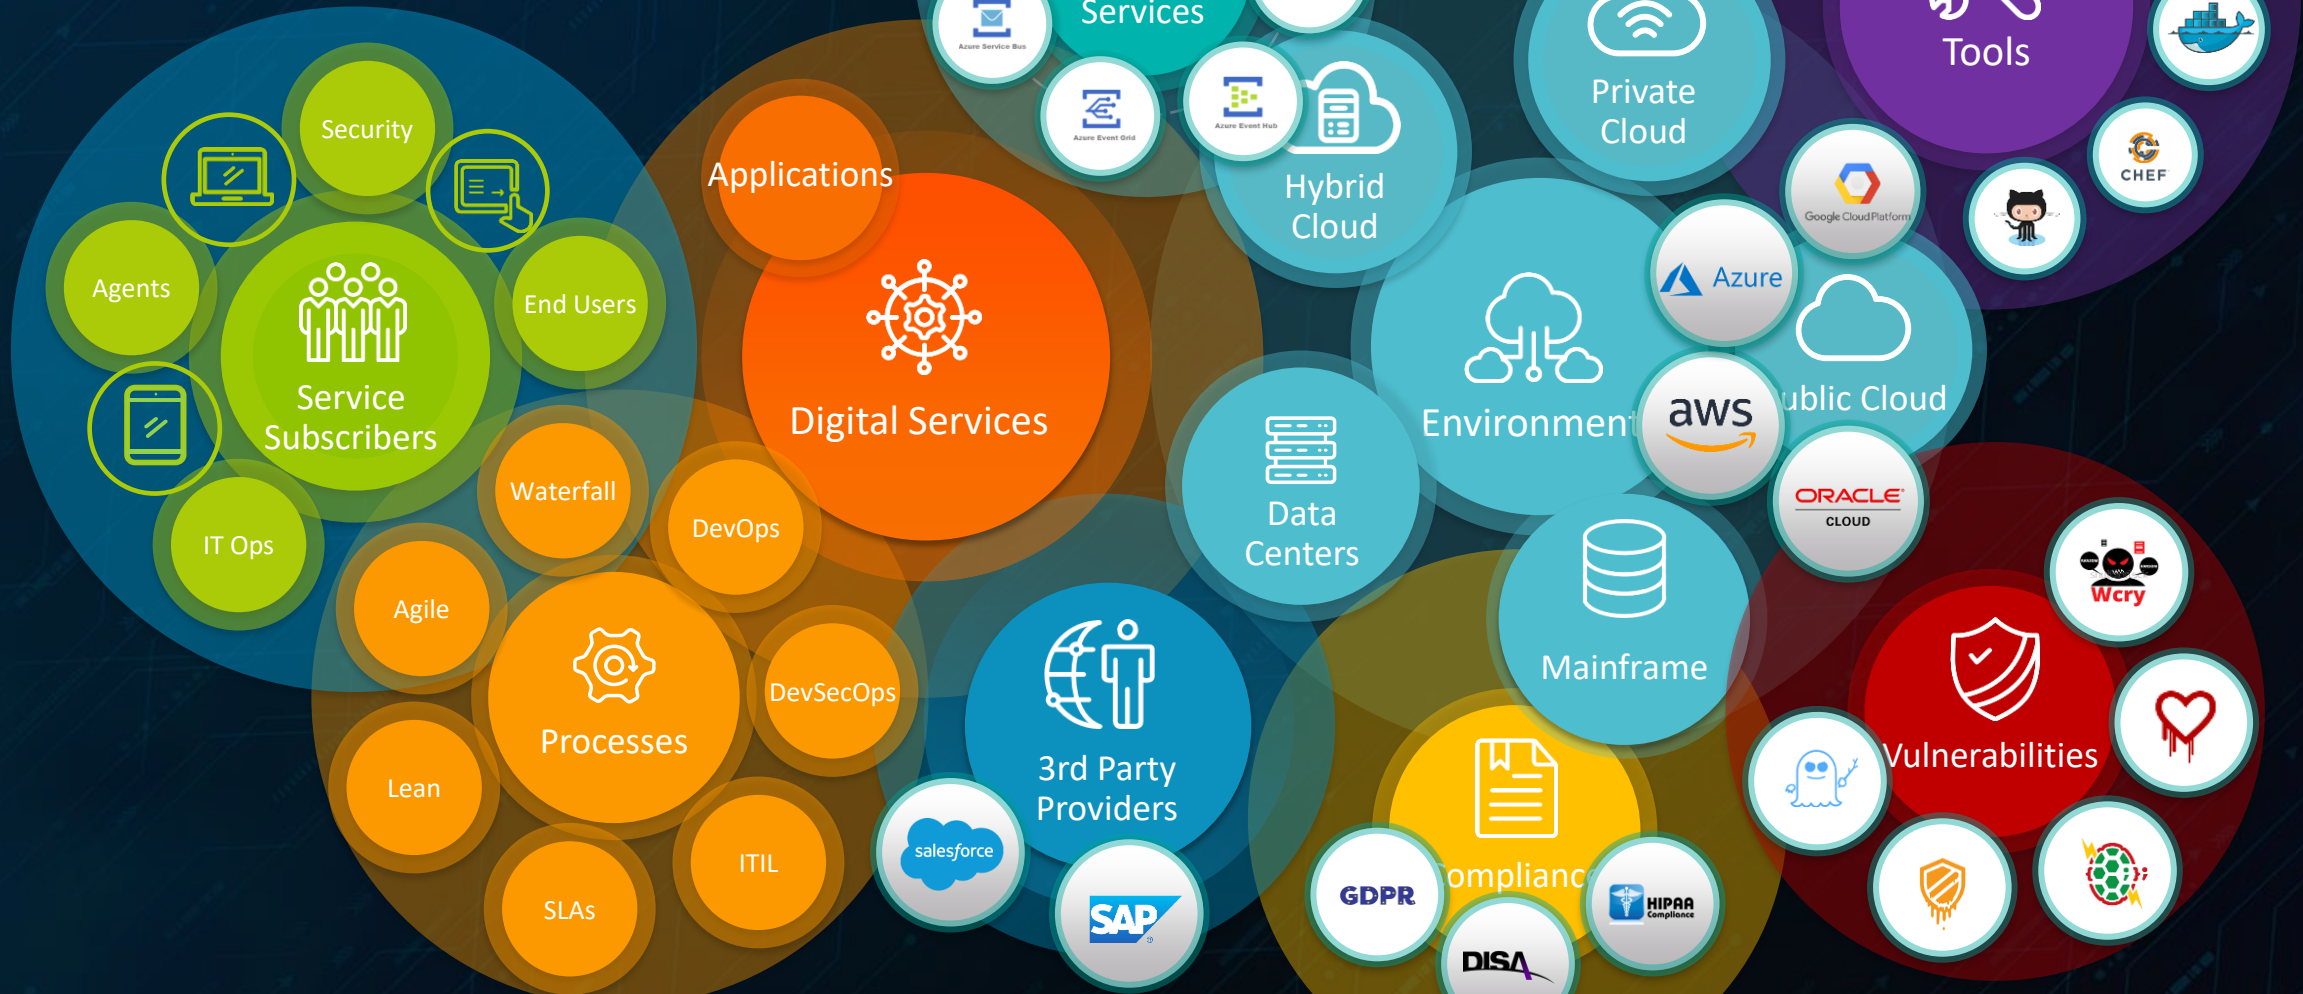 Services
Azure Service Bus
Azure Event Grid
Azure Event Hub
Hybrid
Cloud
Private
Cloud
Tools
CHEF
Google Cloud Platform
Azure
aws
ublic Cloud
ORACLE
CLOUD
Environment
Data
Centers
Mainframe
Security
Agents
End Users
Service
Subscribers
IT Ops
Applications
Digital Services
Waterfall
DevOps
Agile
DevSecOps
Processes
Lean
ITIL
SLAs
3rd Party
Providers
salesforce
SAP
omplianc
GDPR
DISA
HIPAA
Compliance
Vulnerabilities
Wcry